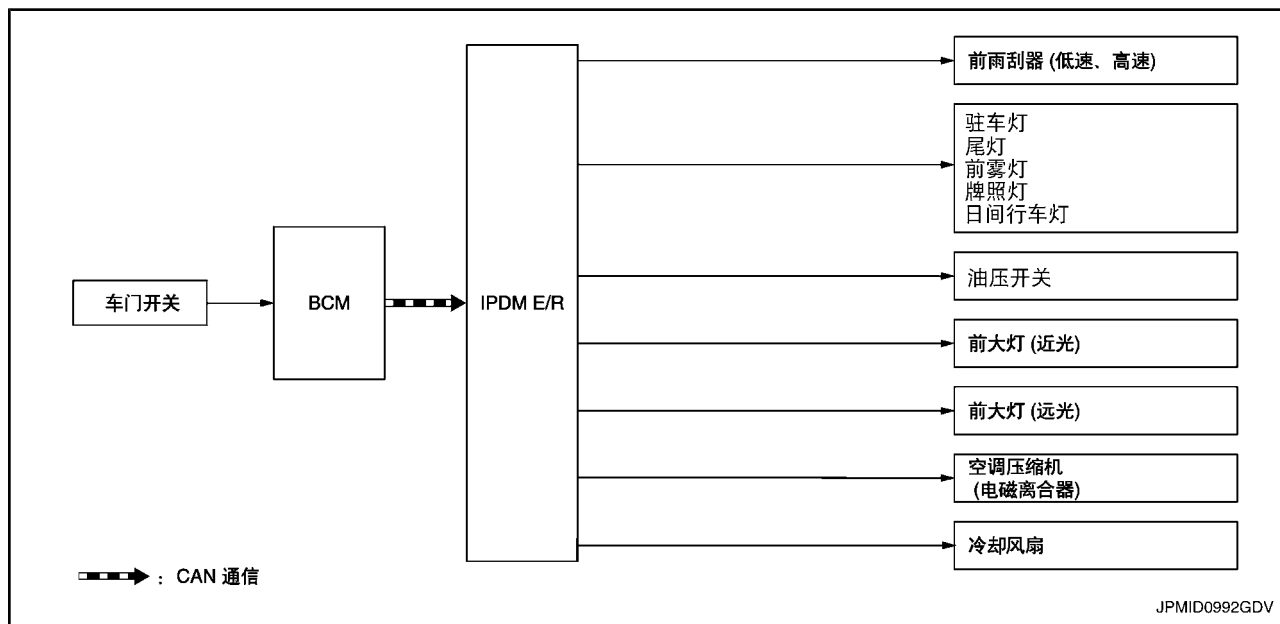 前雨刮器 (低速、高速)
驻车灯
尾灯
前雾灯
牌照灯
日间行车灯
油压开关
车门开关
BCM
IPDM E/R
前大灯 (近光)
前大灯 (远光)
空调压缩机
(电磁离合器)
冷却风扇
: CAN 通信
JPMID0992GDV